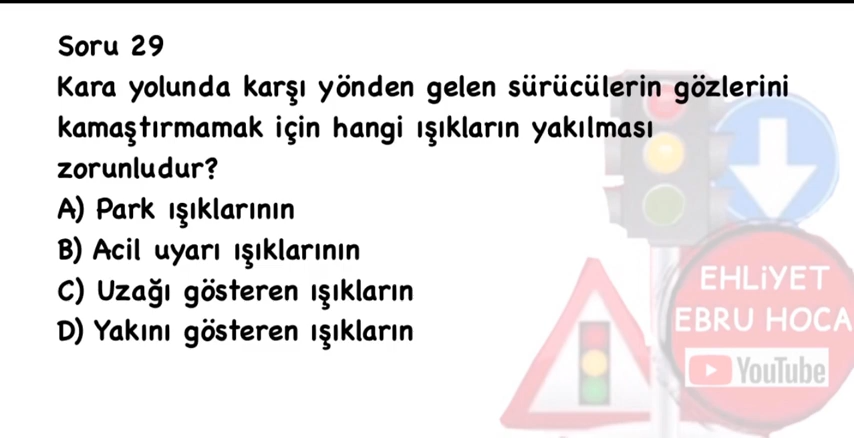 Soru 29
Kara yolunda karşı yönden gelen sürücülerin gözlerini
kamaştırmamak için hangi ışıkların yakılması
zorunludur?
A) Park ışıklarının
B) Acil uyarı ışıklarının
C) Uzağı gösteren ışıkların
D) Yakını gösteren ışıkların
EHLİYET
EBRU HOCA
YouTube